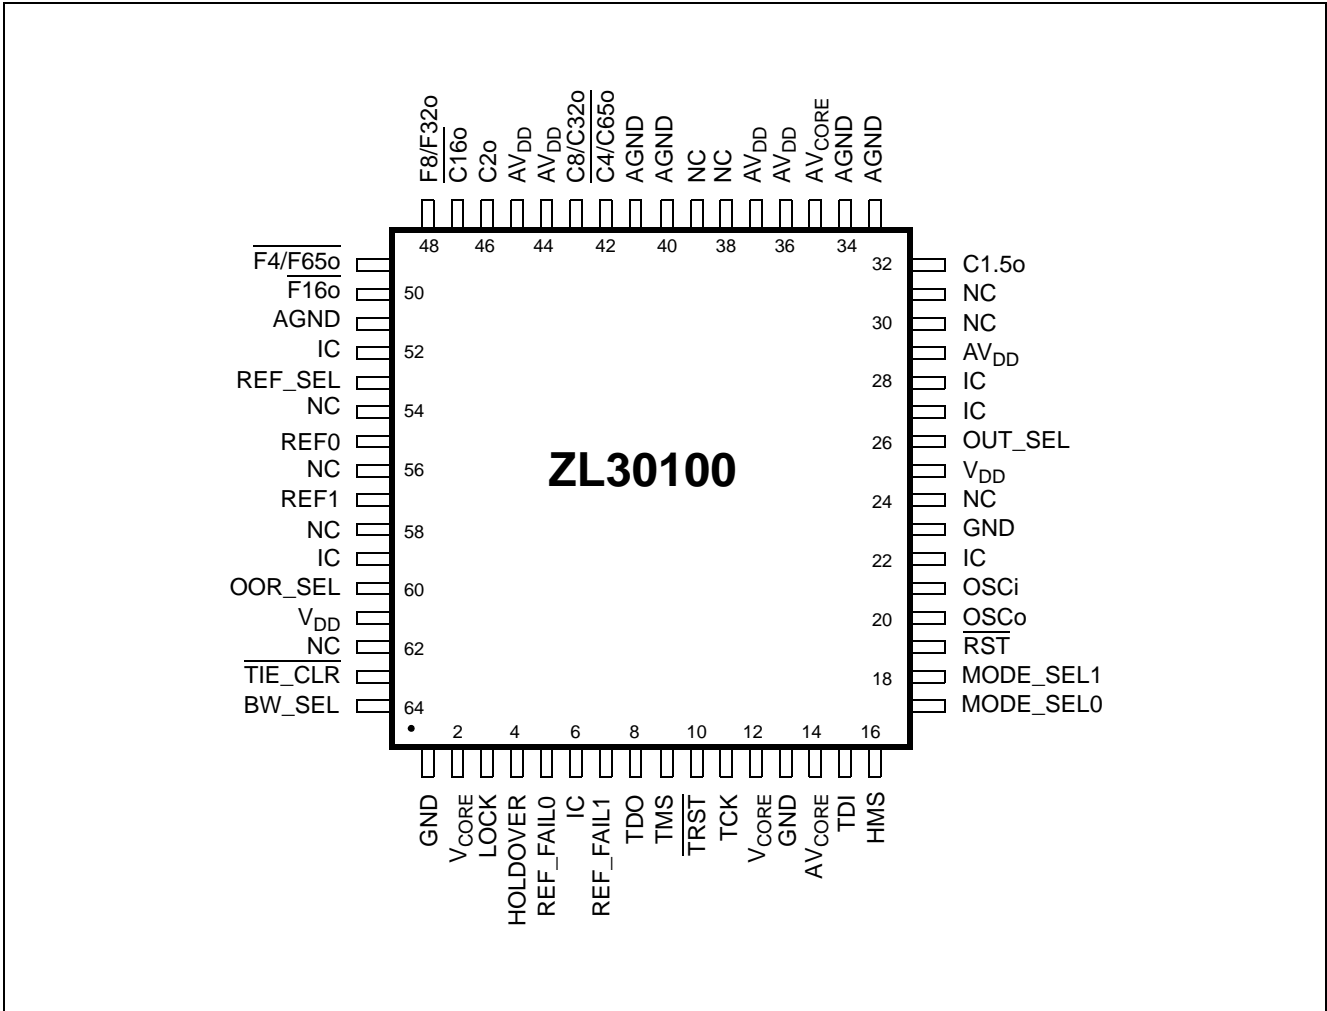 F8/F32o
C16o
C2o
AVDD
AVDD
C8/C32o
C4/C65o
AGND
AGND
NC
NC
AVDD
AVDD
AVCORE
AGND
AGND
48 46 44 42 40 38 36 34
F4/F65o
F16o 50
AGND
IC 52
REF_SEL
NC 54
REF0
NC 56
REF1
NC 58
IC
OOR_SEL 60
VDD
NC 62
TIE_CLR
BW_SEL 64
ZL30100
32 C1.5o
NC
30 NC
AVDD
28 IC
IC
26 OUT_SEL
VDD
24 NC
GND
22 IC
OSCi
20 OSCo
RST
18 MODE_SEL1
MODE_SEL0
2 4 6 8 10 12 14 16
GND
VCORE
LOCK
HOLDOVER
REF_FAIL0
IC
REF_FAIL1
TDO
TMS
TRST
TCK
VCORE
GND
AVCORE
TDI
HMS